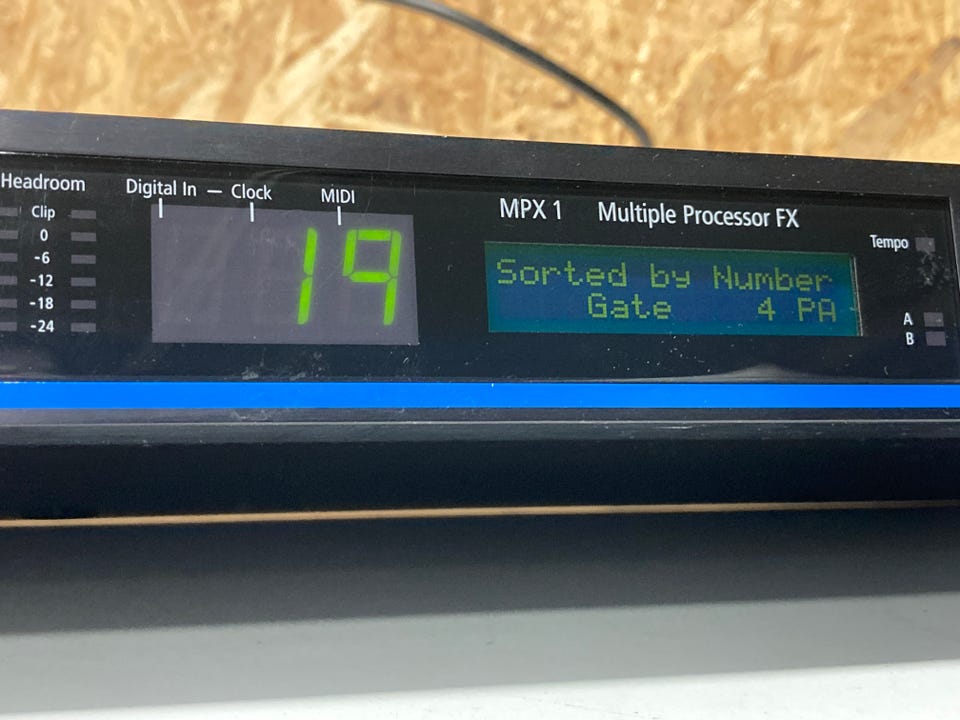 Headroom
Clip
0
-6
-12
-18
-24
Digital In — Clock
MIDI
19
MPX 1 Multiple Processor FX
Sorted by Number
Gate 4 PA
Tempo
A
B